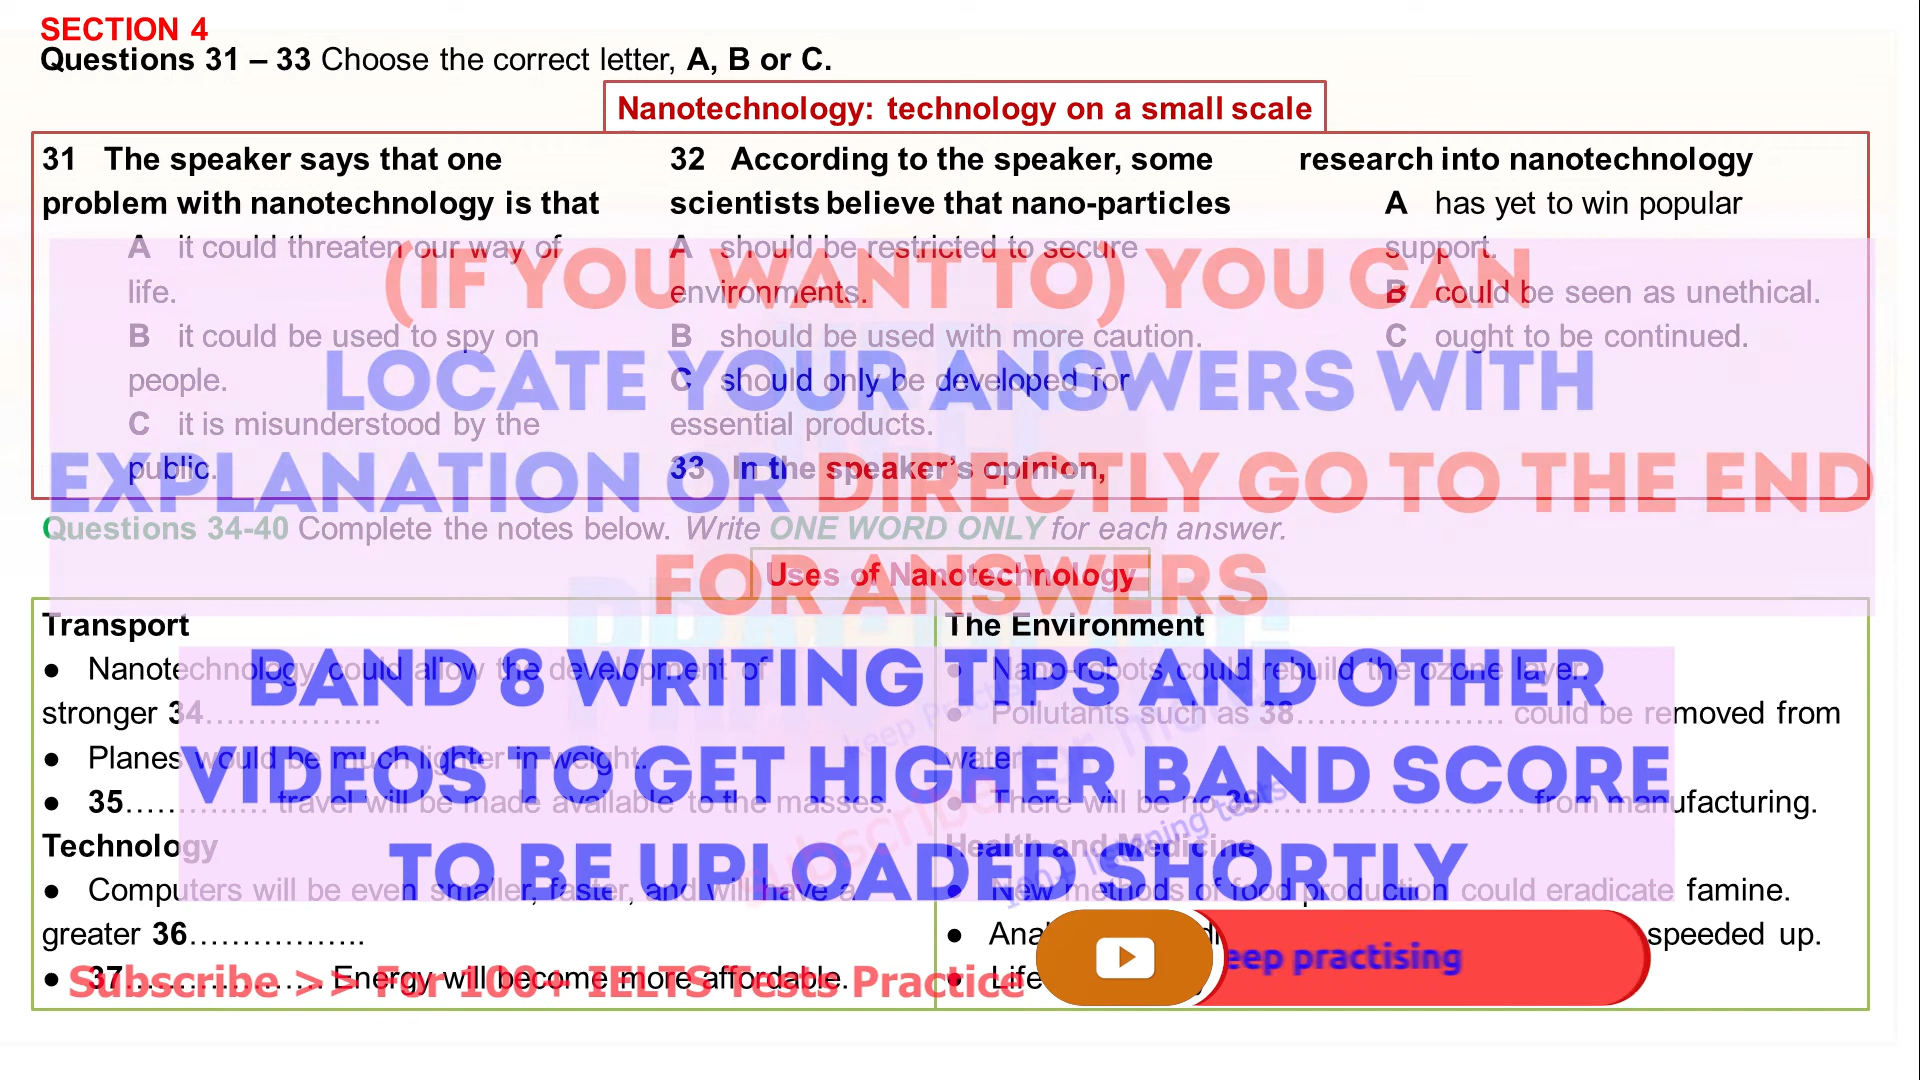 SECTION 4
Questions 31 – 33 Choose the correct letter, A, B or C.
Nanotechnology: technology on a small scale
31 The speaker says that one
problem with nanotechnology is that
A it could threaten our way of
life.
B it could be used to spy on
people.
C it is misunderstood by the
public.
32 According to the speaker, some
scientists believe that nano-particles
A should be restricted to secure
environments.
B should be used with more caution.
C should only be developed for
essential products.
33 In the speaker's opinion,
research into nanotechnology
A has yet to win popular
support.
B could be seen as unethical.
C ought to be continued.
(IF YOU WANT TO) YOU CAN
LOCATE YOUR ANSWERS WITH
EXPLANATION OR DIRECTLY GO TO THE END
FOR ANSWERS
Questions 34-40 Complete the notes below. Write ONE WORD ONLY for each answer.
Uses of Nanotechnology
Transport
● Nanotechnology could allow the development of
stronger 34……………..
● Planes would be much lighter in weight.
● 35…………… travel will be made available to the masses.
Technology
● Computers will be even smaller, faster, and will have a
greater 36……………..
● 37……………… Energy will become more affordable.
The Environment
● Nano-robots could rebuild the ozone layer.
● Pollutants such as 38………………… could be removed from
water
● There will be no 39…………………… from manufacturing.
Health and Medicine
● New methods of food production could eradicate famine.
● speeded up.
● Life
BAND 8 WRITING TIPS AND OTHER
VIDEOS TO GET HIGHER BAND SCORE
TO BE UPLOADED SHORTLY
keep Practis
Subscribe for more
100+ listening tests
Subscribe >> For 100+ IELTS Tests Practice
eep practising